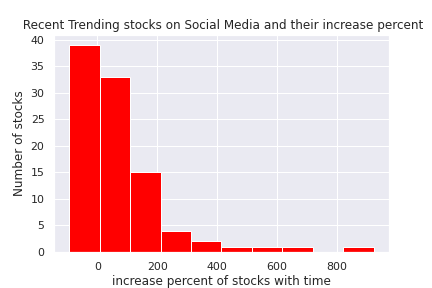 Recent Trending stocks on Social Media and their increase percent
40
35
30
25
20
15
10
5
0
Number of stocks
0 200 400 600 800
increase percent of stocks with time